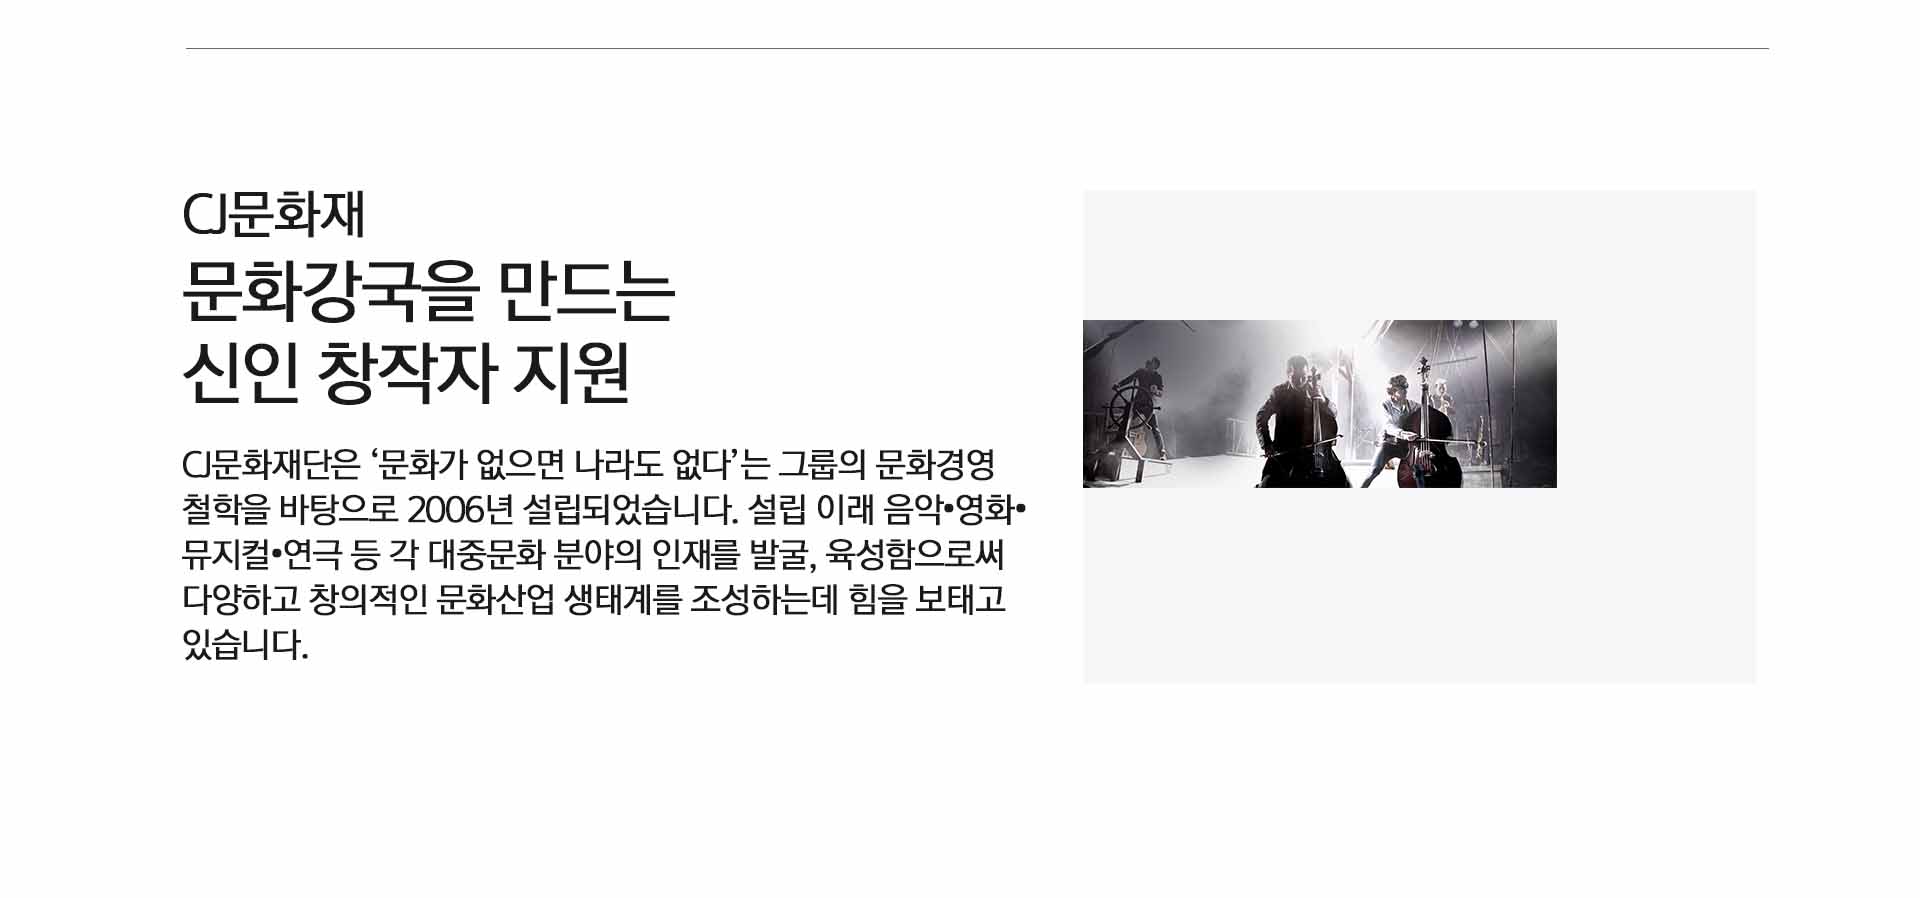 CJ문화재
문화강국을 만드는
신인 창작자 지원
CJ문화재단은 ‘문화가 없으면 나라도 없다’는 그룹의 문화경영
철학을 바탕으로 2006년 설립되었습니다. 설립 이래 음악•영화•
뮤지컬•연극 등 각 대중문화 분야의 인재를 발굴, 육성함으로써
다양하고 창의적인 문화산업 생태계를 조성하는데 힘을 보태고
있습니다.